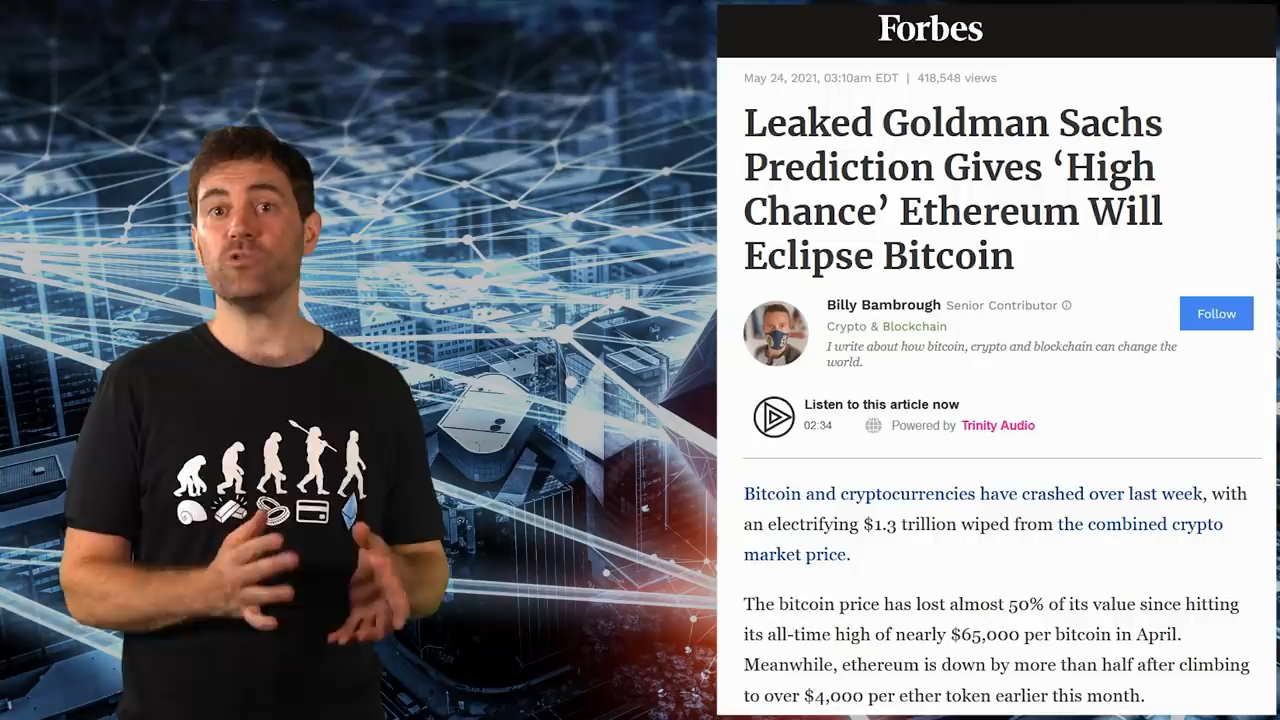 Forbes
May 24, 2021, 03:10am EDT | 418,548 views
Leaked Goldman Sachs
Prediction Gives ‘High
Chance’ Ethereum Will
Eclipse Bitcoin
Billy Bambrough Senior Contributor
Crypto & Blockchain
I write about how bitcoin, crypto and blockchain can change the
world.
Follow
Listen to this article now
02:34 Powered by Trinity Audio
Bitcoin and cryptocurrencies have crashed over last week, with
an electrifying $1.3 trillion wiped from the combined crypto
market price.
The bitcoin price has lost almost 50% of its value since hitting
its all-time high of nearly $65,000 per bitcoin in April.
Meanwhile, ethereum is down by more than half after climbing
to over $4,000 per ether token earlier this month.